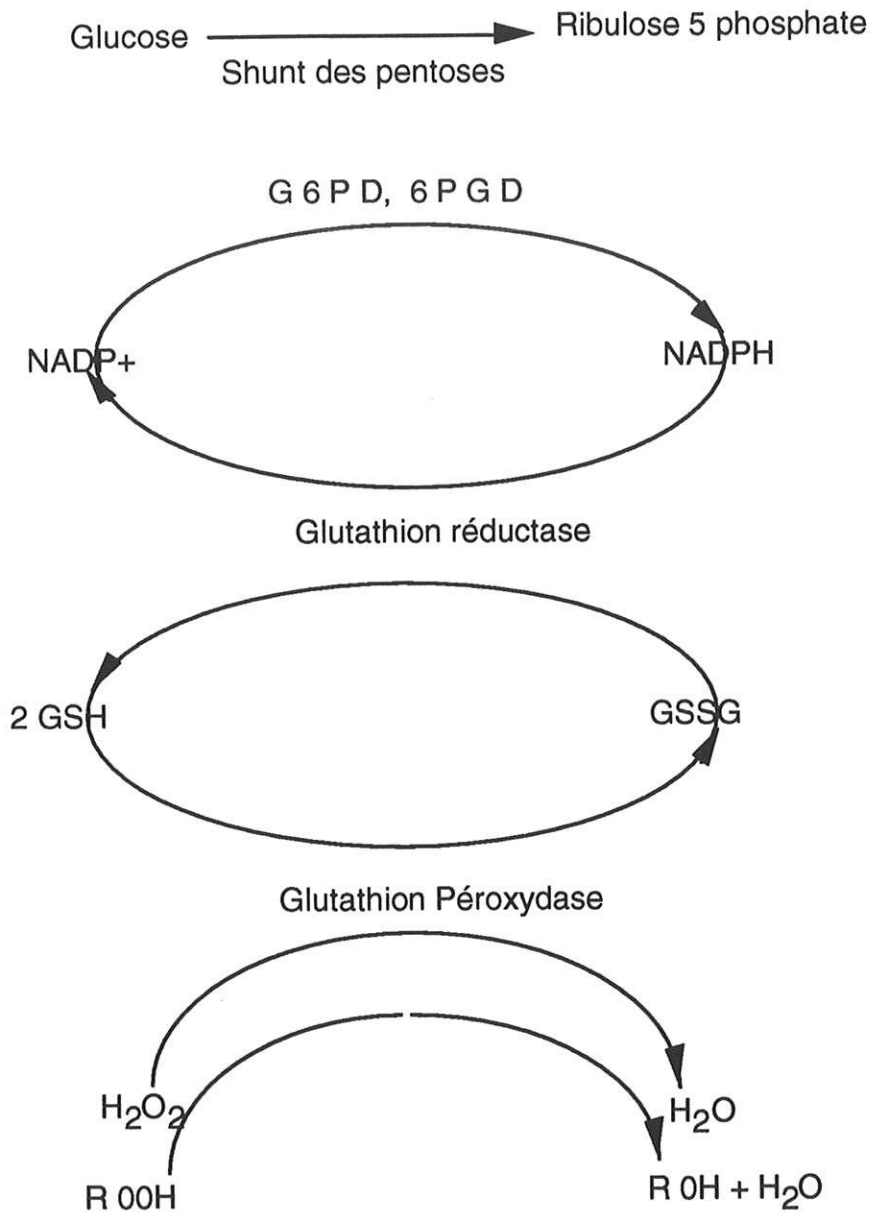 Glucose Ribulose 5 phosphate
Shunt des pentoses
G 6 P D, 6 P G D
NADP+ NADPH
Glutathion réductase
2 GSH GSSG
Glutathion Péroxydase
H₂O₂ H₂O
R 00H R 0H + H₂O